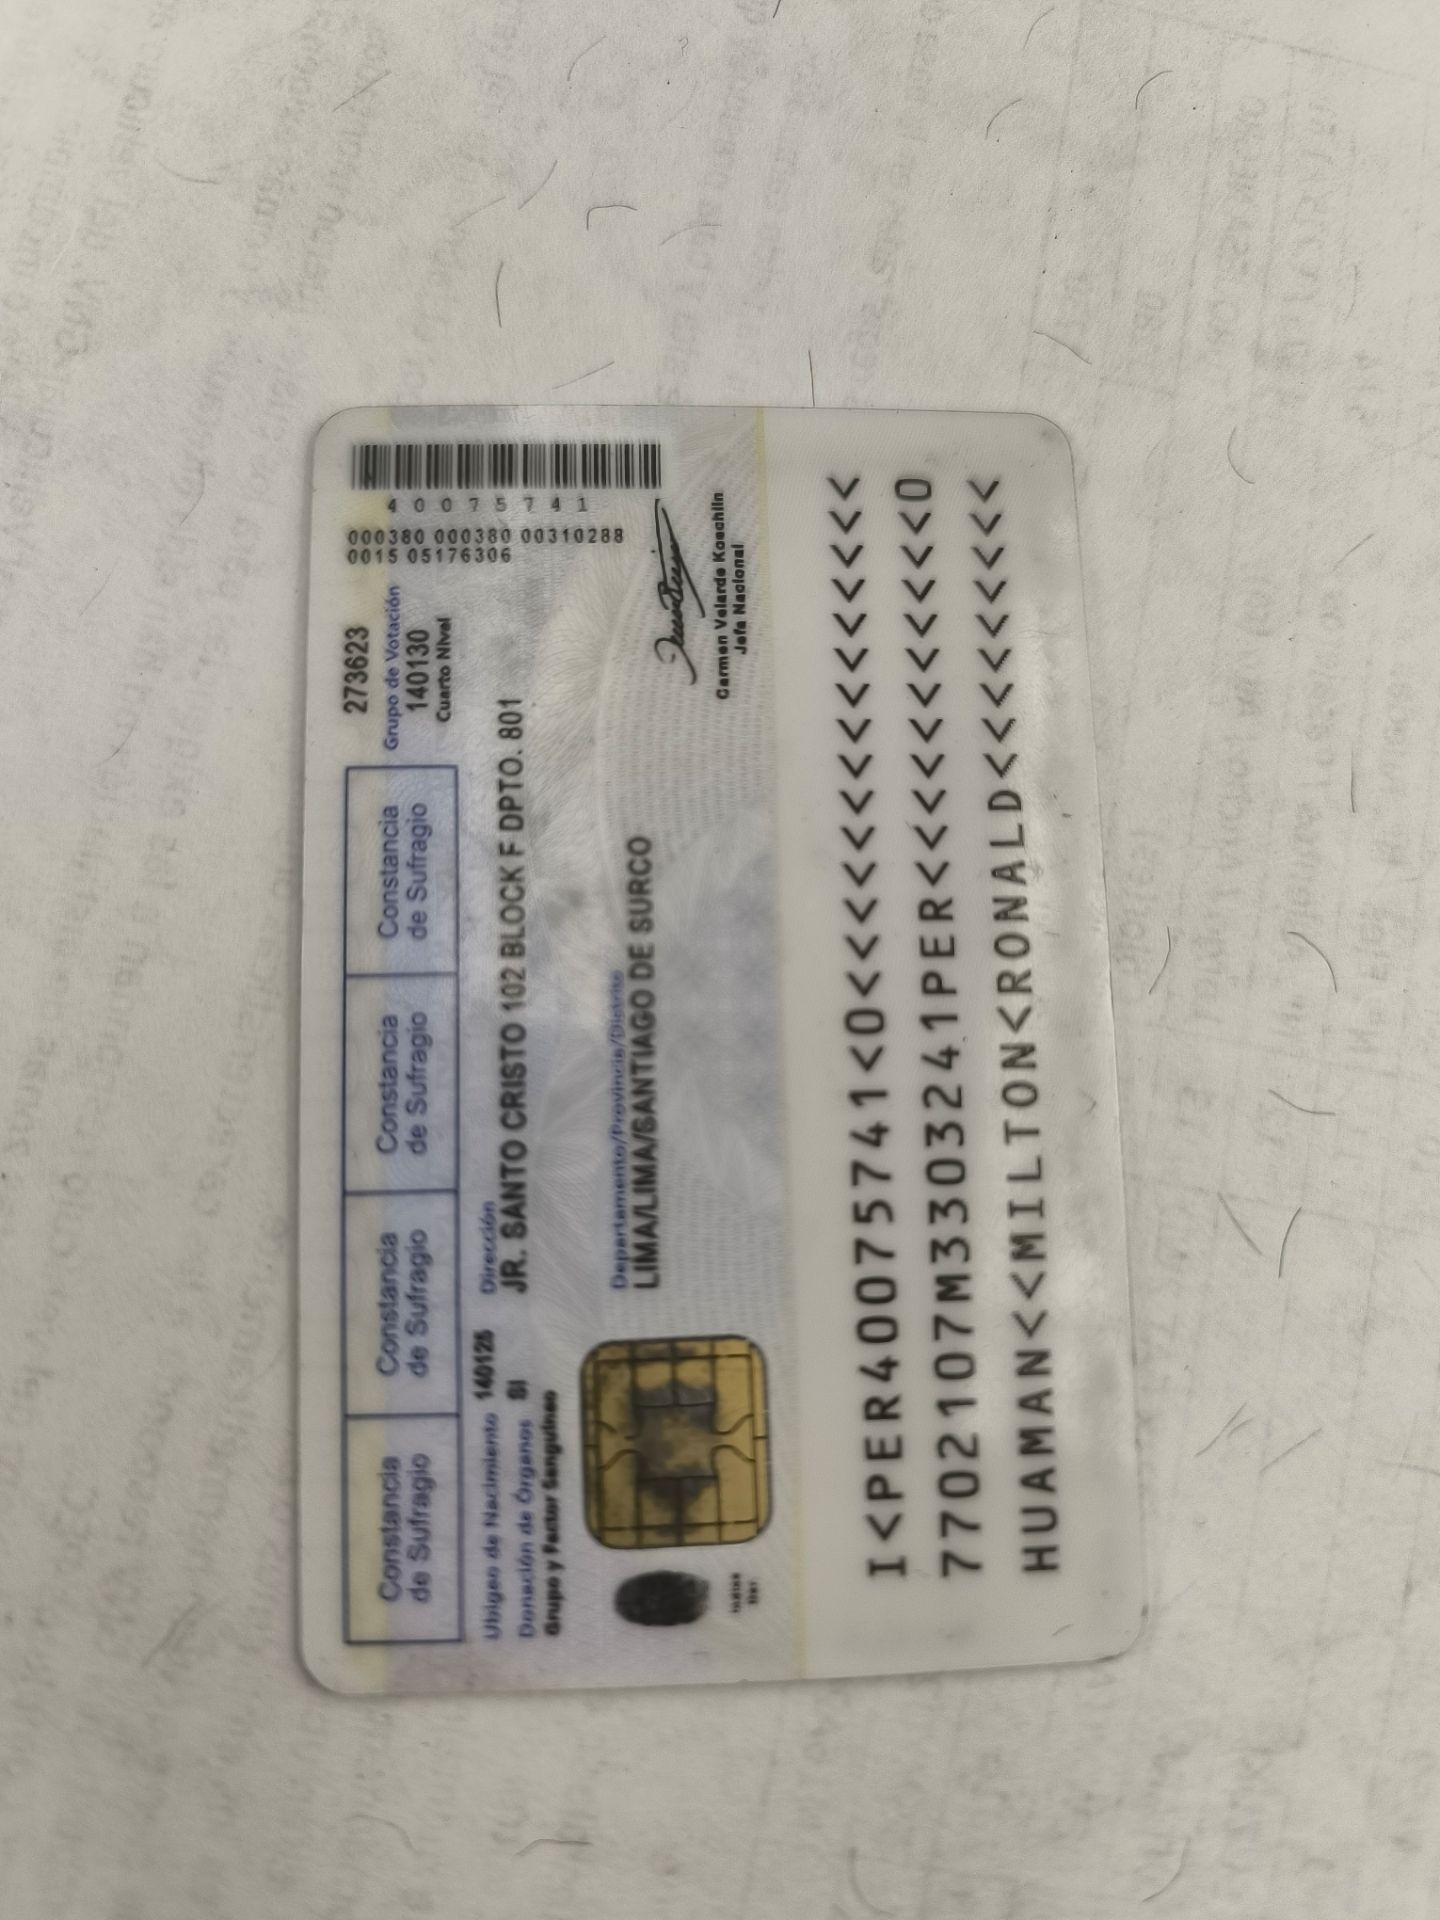 Constancia
de Sufragio
Constancia
de Sufragio
Constancia
de Sufragio
Constancia
de Sufragio
273623
Grupo de Votación
140130
Cuarto Nivel
40075741
000380 000380 00310288
0015 05176306
Ubigeo de Nacimiento 140125
Donación de Órganos SI
Grupo y Factor Sanguíneo
Dirección
JR. SANTO CRISTO 102 BLOCK F DPTO. 801
Departamento/Provincia/Distrito
LIMA/LIMA/SANTIAGO DE SURCO
Carmen Velarde Koechlin
Jefa Nacional
I<PER40075741<0<<<<<<<<<<<<<<<
7702107M3303241PER<<<<<<<<<<<0
HUAMAN<<MILTON<RONALD<<<<<<<<<